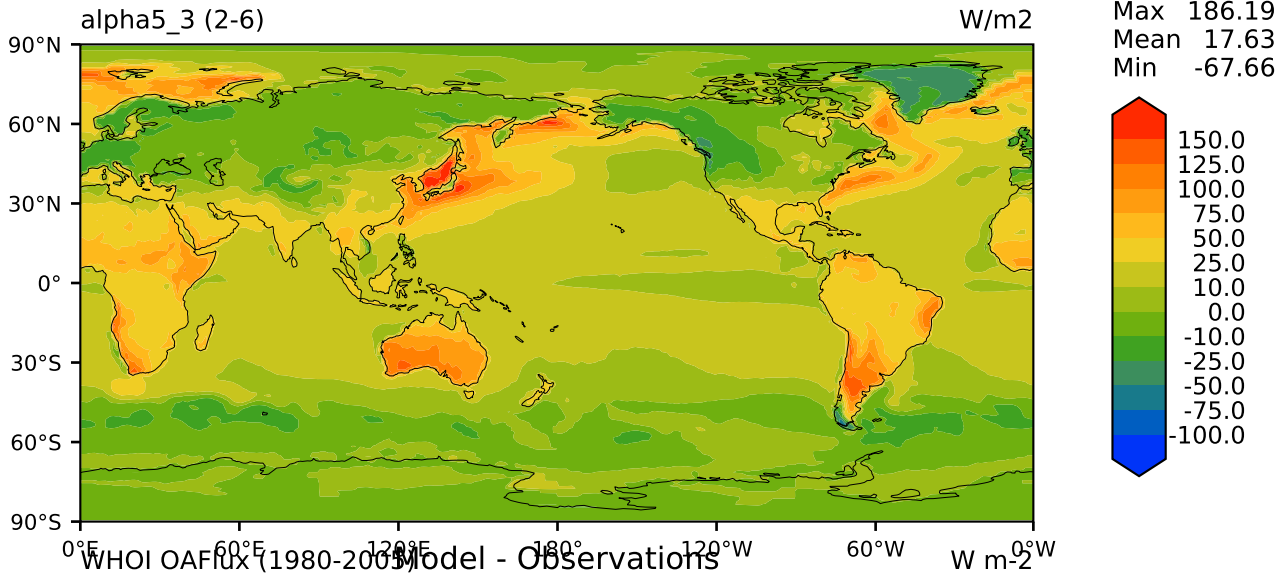 alpha5_3 (2-6) W/m2
Max 186.19
Mean 17.63
Min -67.66
90°N
60°N
30°N
0°
30°S
60°S
90°S
0°E 60°E 120°E 180° 120°W 60°W 0°W
150.0
125.0
100.0
75.0
50.0
25.0
10.0
0.0
-10.0
-25.0
-50.0
-75.0
-100.0
WHOI OAFlux (1980-2005) Model - Observations W m-2